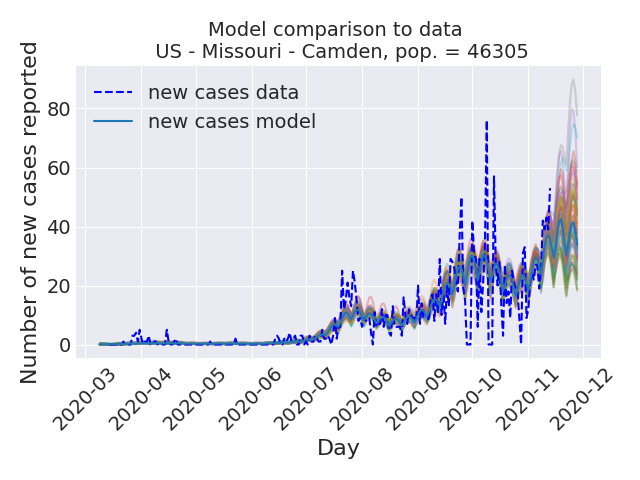 Model comparison to data
US - Missouri - Camden, pop. = 46305
new cases data
new cases model
Number of new cases reported
80
60
40
20
0
2020-03
2020-04
2020-05
2020-06
2020-07
2020-08
2020-09
2020-10
2020-11
2020-12
Day